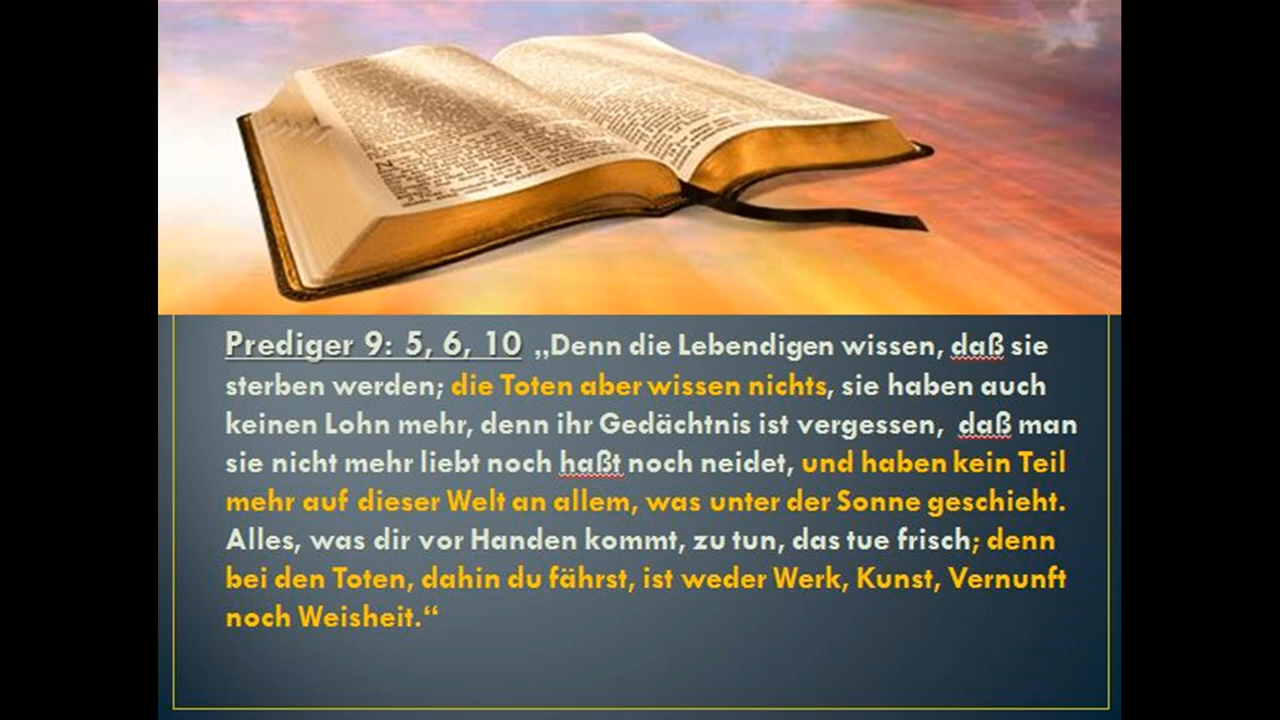 Prediger 9: 5, 6, 10 „Denn die Lebendigen wissen, daß sie
sterben werden; die Toten aber wissen nichts, sie haben auch
keinen Lohn mehr, denn ihr Gedächtnis ist vergessen, daß man
sie nicht mehr liebt noch haßt noch neidet, und haben kein Teil
mehr auf dieser Welt an allem, was unter der Sonne geschieht.
Alles, was dir vor Handen kommt, zu tun, das tue frisch; denn
bei den Toten, dahin du fährst, ist weder Werk, Kunst, Vernunft
noch Weisheit.“